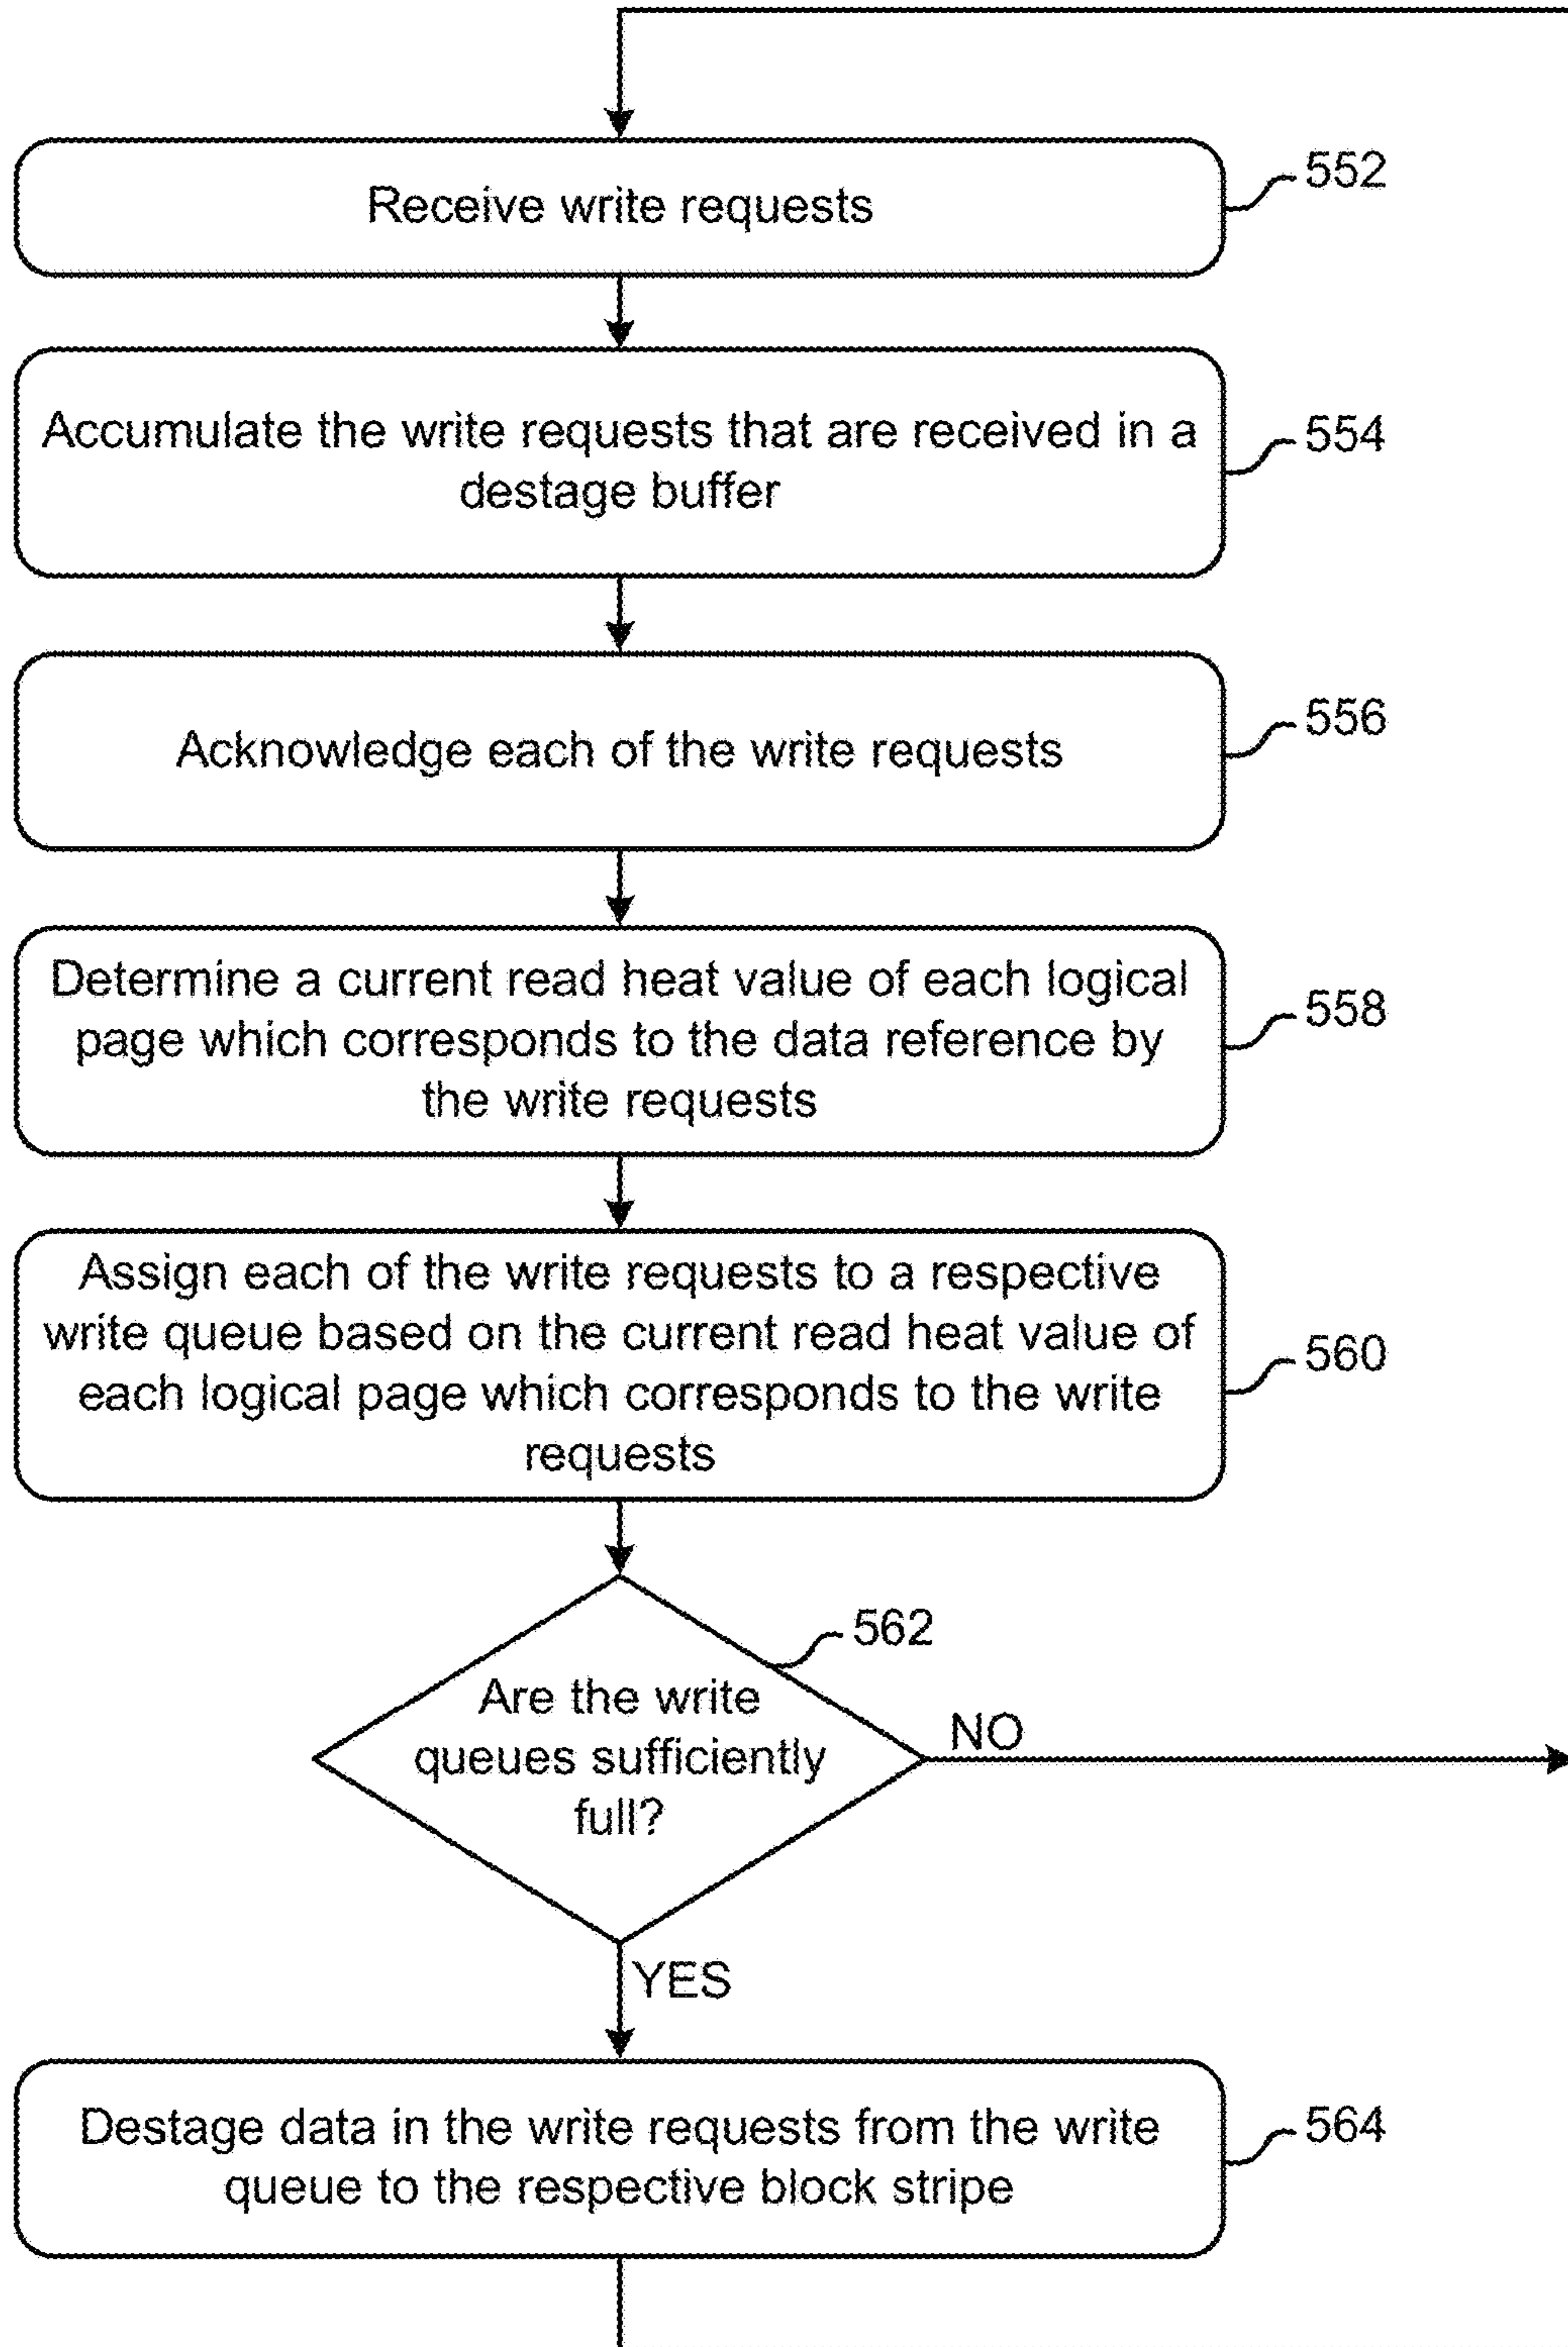 Receive write requests
552
Accumulate the write requests that are received in a
destage buffer
554
Acknowledge each of the write requests
556
Determine a current read heat value of each logical
page which corresponds to the data reference by
the write requests
558
Assign each of the write requests to a respective
write queue based on the current read heat value of
each logical page which corresponds to the write
requests
560
562
Are the write
queues sufficiently
full?
NO
YES
Destage data in the write requests from the write
queue to the respective block stripe
564